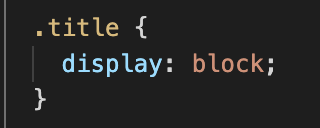 .title {
  display: block;
}